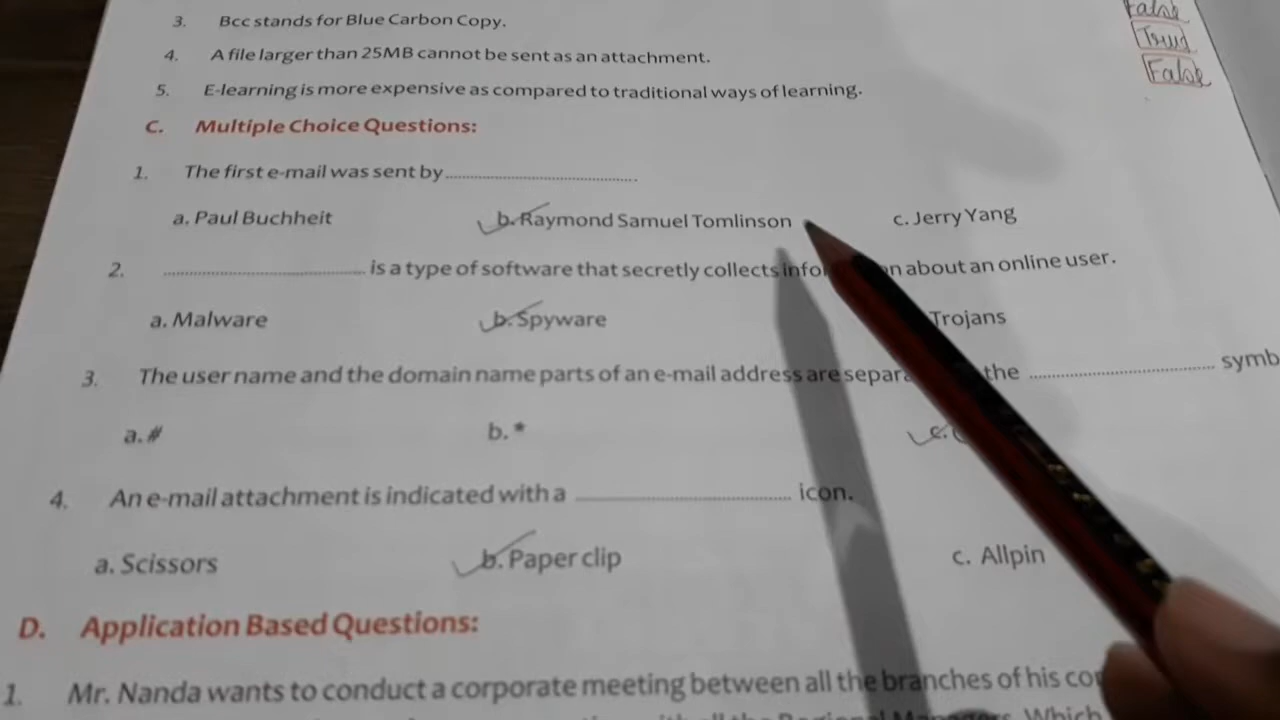 3. Bcc stands for Blue Carbon Copy. False
4. A file larger than 25MB cannot be sent as an attachment. True
5. E-learning is more expensive as compared to traditional ways of learning. False
C. Multiple Choice Questions:
1. The first e-mail was sent by ................................
a. Paul Buchheit b. Raymond Samuel Tomlinson c. Jerry Yang
2. ................................ is a type of software that secretly collects about an online user.
a. Malware b. Spyware Trojans
3. The user name and the domain name parts of an e-mail address are the ................................
a. # b. * c.
4. An e-mail attachment is indicated with a ................................ icon.
a. Scissors b. Paper clip c. Allpin
D. Application Based Questions:
1. Mr. Nanda wants to conduct a corporate meeting between all the branches of his
Which